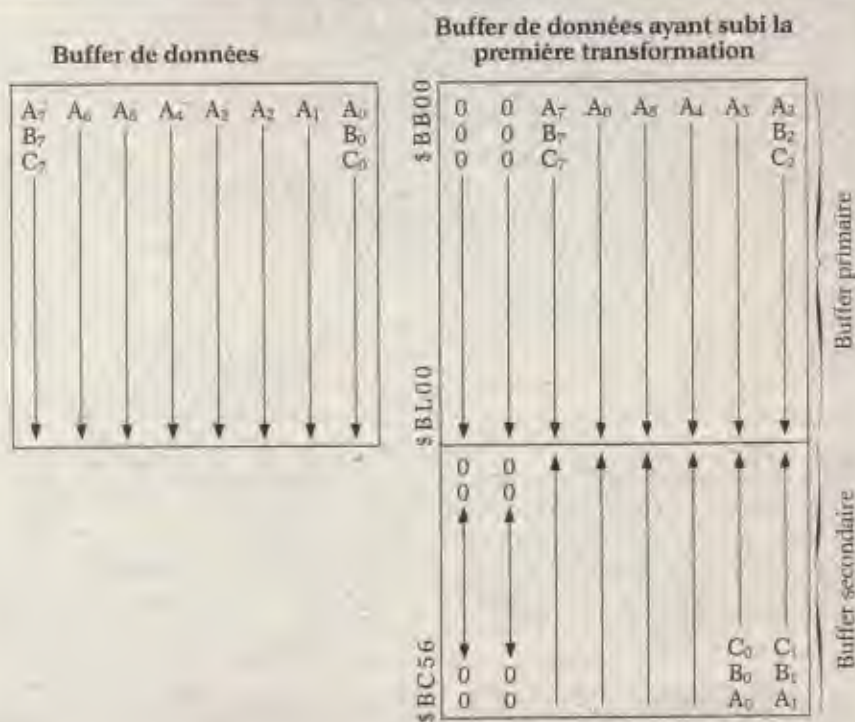 Buffer de données
A₇ A₆ A₅ A₄ A₃ A₂ A₁ A₀
B₇ B₀
C₇ C₀
Buffer de données ayant subi la
première transformation
$BB00
0 0 A₇ A₆ A₅ A₄ A₃ A₂
0 0 B₇ B₂
0 0 C₇ C₂
Buffer primaire
$BL00
0 0
0 0
Buffer secondaire
$BC56
C₀ C₁
0 0 B₀ B₁
0 0 A₀ A₁